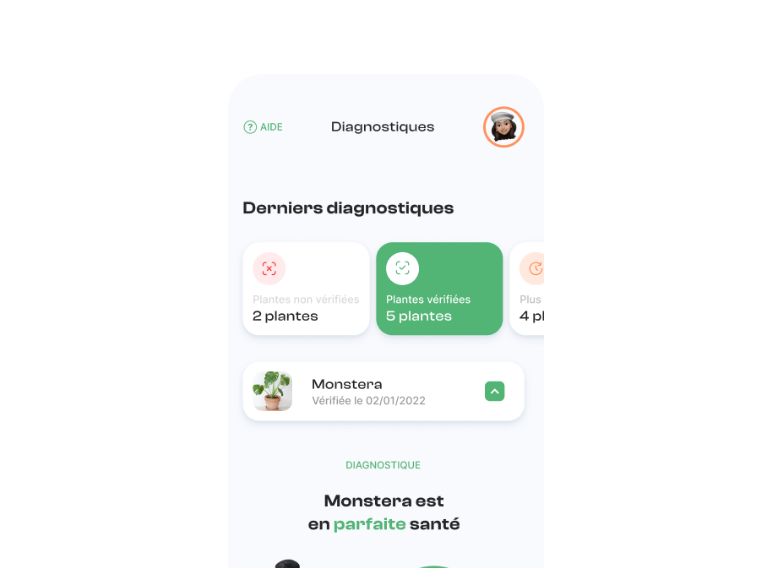 AIDE
Diagnostiques
Derniers diagnostiques
Plantes non vérifiées
2 plantes
Plantes vérifiées
5 plantes
Plus
4
Monstera
Vérifiée le 02/01/2022
DIAGNOSTIQUE
Monstera est
en parfaite santé